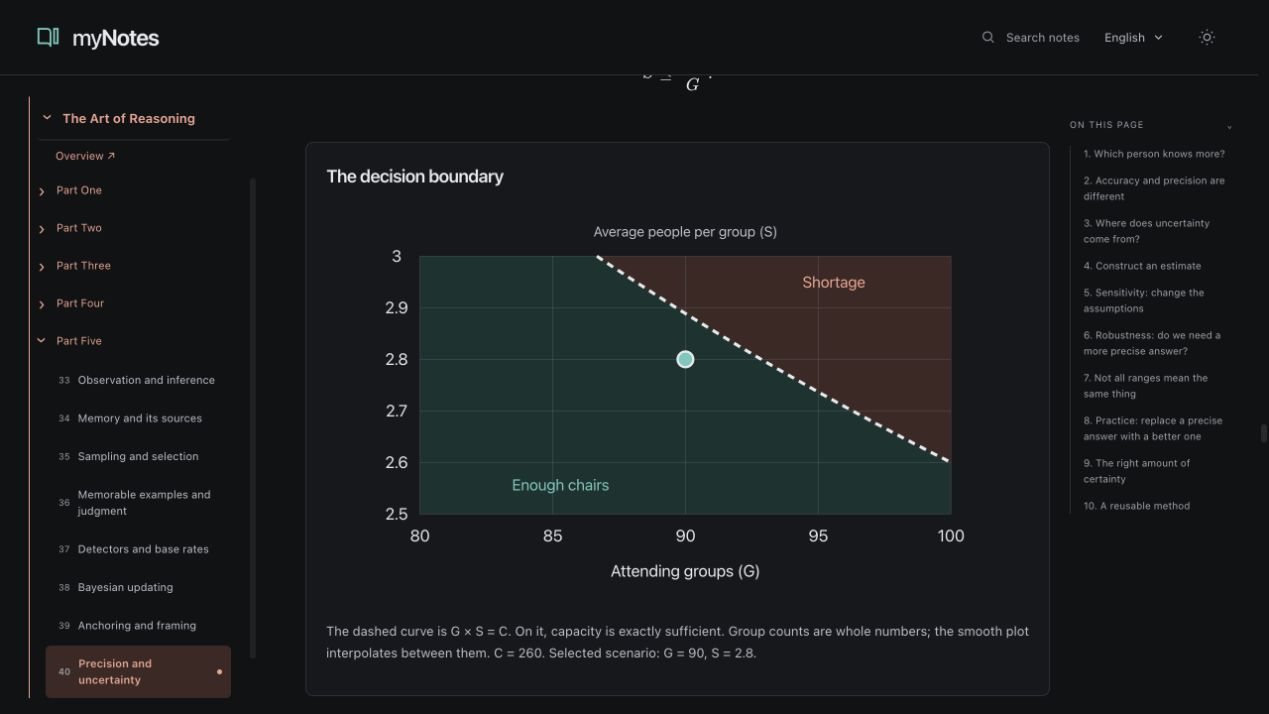 myNotes
Search notes
English
G
The Art of Reasoning
Overview ↗
Part One
Part Two
Part Three
Part Four
Part Five
33 Observation and inference
34 Memory and its sources
35 Sampling and selection
36 Memorable examples and
judgment
37 Detectors and base rates
38 Bayesian updating
39 Anchoring and framing
40 Precision and
uncertainty
The decision boundary
Average people per group (S)
3
2.9
2.8
2.7
2.6
2.5
Shortage
Enough chairs
80
85
90
95
100
Attending groups (G)
The dashed curve is G × S = C. On it, capacity is exactly sufficient. Group counts are whole numbers; the smooth plot
interpolates between them. C = 260. Selected scenario: G = 90, S = 2.8.
ON THIS PAGE
1. Which person knows more?
2. Accuracy and precision are
different
3. Where does uncertainty
come from?
4. Construct an estimate
5. Sensitivity: change the
assumptions
6. Robustness: do we need a
more precise answer?
7. Not all ranges mean the
same thing
8. Practice: replace a precise
answer with a better one
9. The right amount of
certainty
10. A reusable method